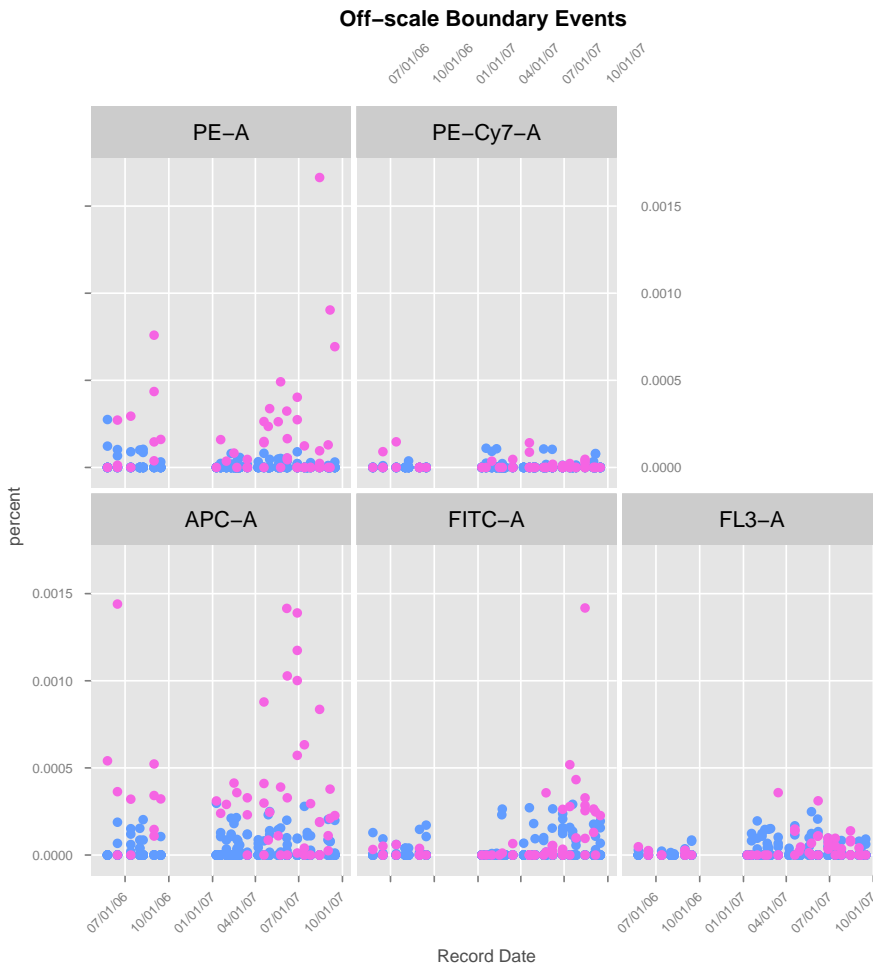 Off−scale Boundary Events
07/01/06 10/01/06 01/01/07 04/01/07 07/01/07 10/01/07
PE−A PE−Cy7−A
0.0015
0.0010
0.0005
0.0000
percent
APC−A FITC−A FL3−A
0.0015
0.0010
0.0005
0.0000
07/01/06 10/01/06 01/01/07 04/01/07 07/01/07 10/01/07 07/01/06 10/01/06 01/01/07 04/01/07 07/01/07 10/01/07
Record Date